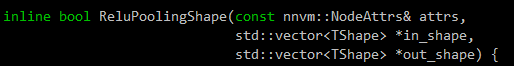 inline bool ReluPoolingShape(const nnvm::NodeAttrs& attrs,
                             std::vector<TShape> *in_shape,
                             std::vector<TShape> *out_shape) {